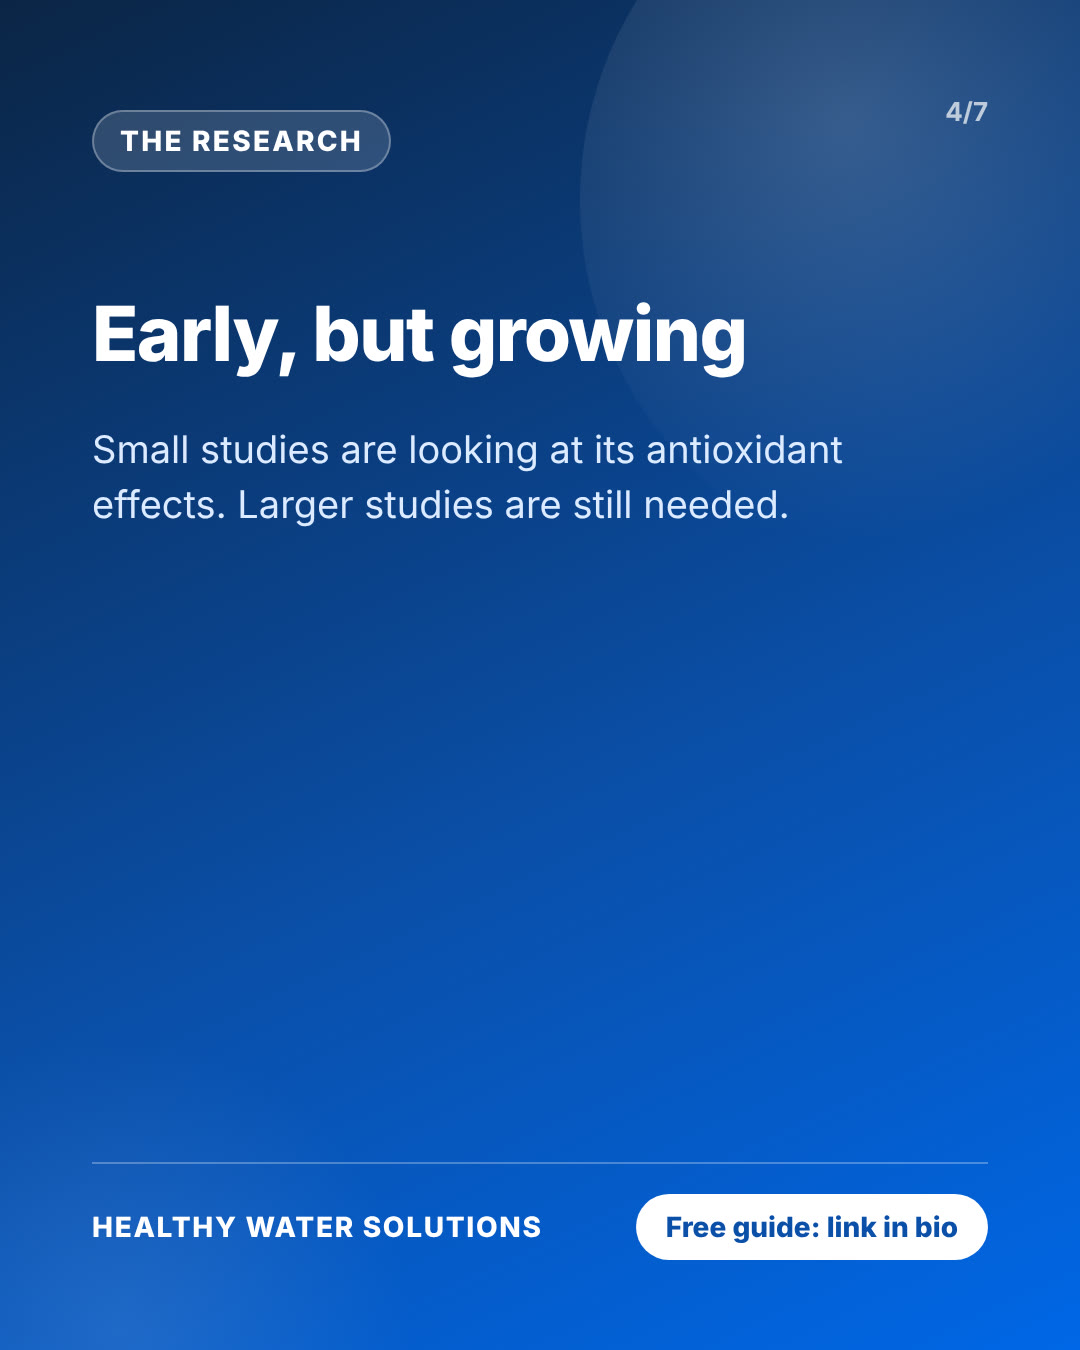 THE RESEARCH
4/7
Early, but growing
Small studies are looking at its antioxidant
effects. Larger studies are still needed.
HEALTHY WATER SOLUTIONS
Free guide: link in bio